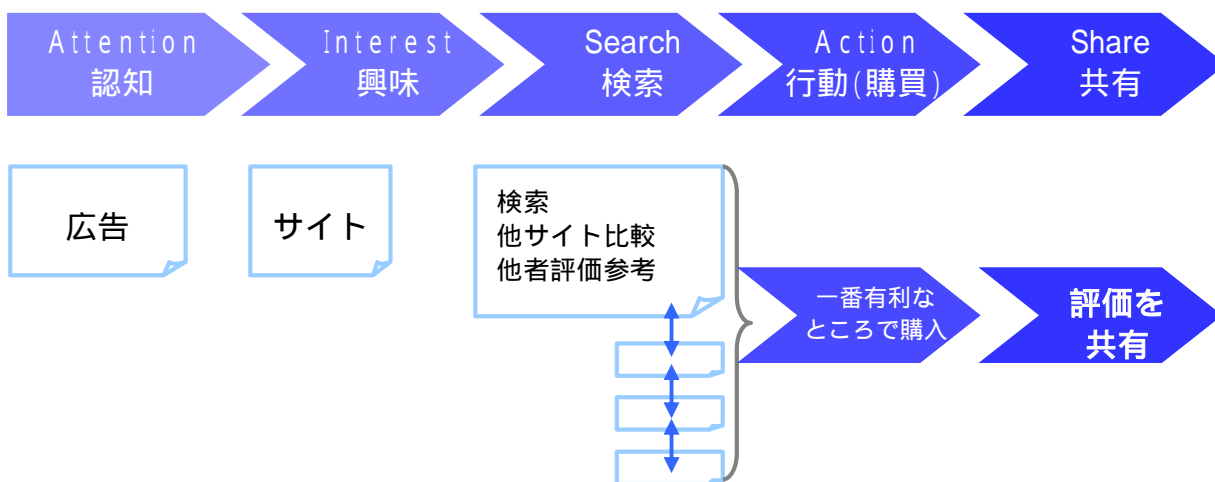 Attention
認知
Interest
興味
Search
検索
Action
行動(購買)
Share
共有
広告
サイト
検索
他サイト比較
他者評価参考
一番有利な
ところで購入
評価を
共有